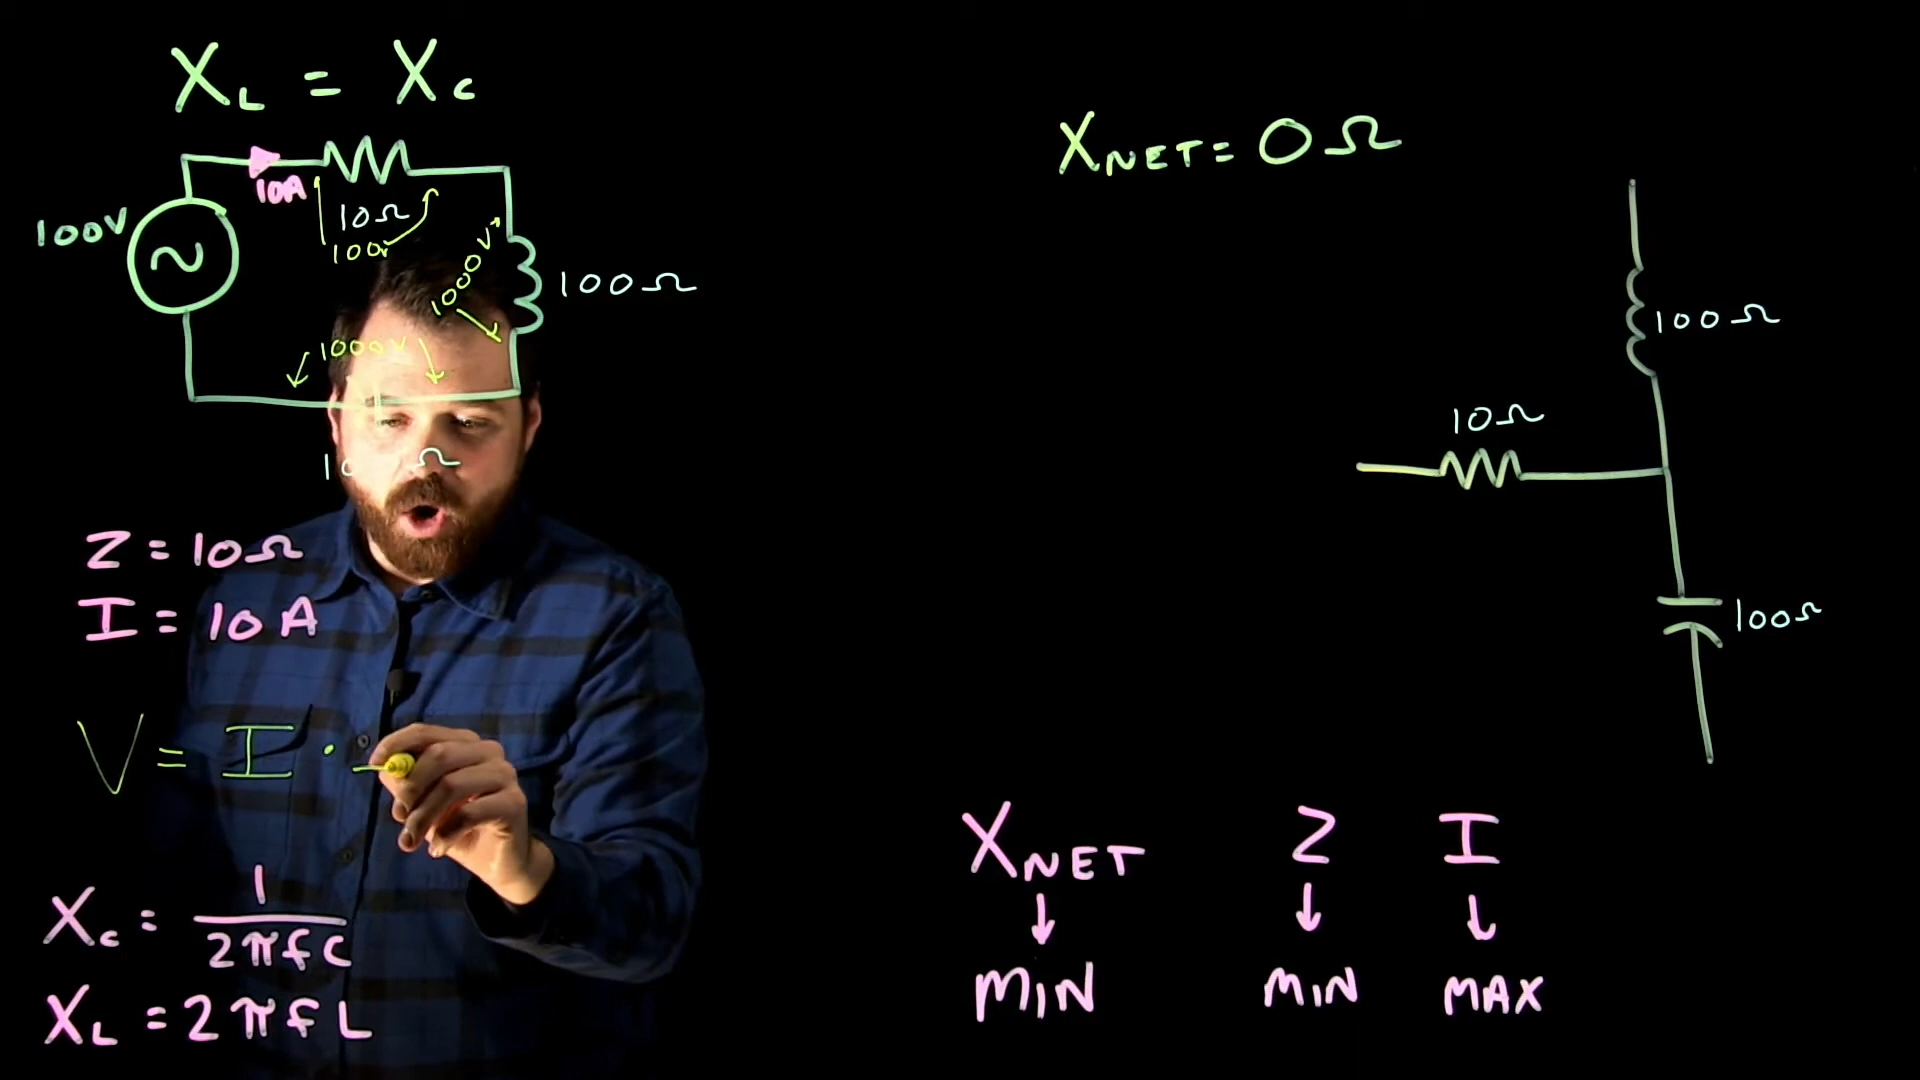 X_L = X_C
X_NET = 0Ω
10A
100V
10Ω
100V
1000V
100Ω
1000V
100Ω
10Ω
100Ω
Z = 10Ω
I = 10A
V = I ·
X_C = 1 / 2πfC
X_L = 2πfL
X_NET Z I
↓ ↓ ↓
MIN MIN MAX